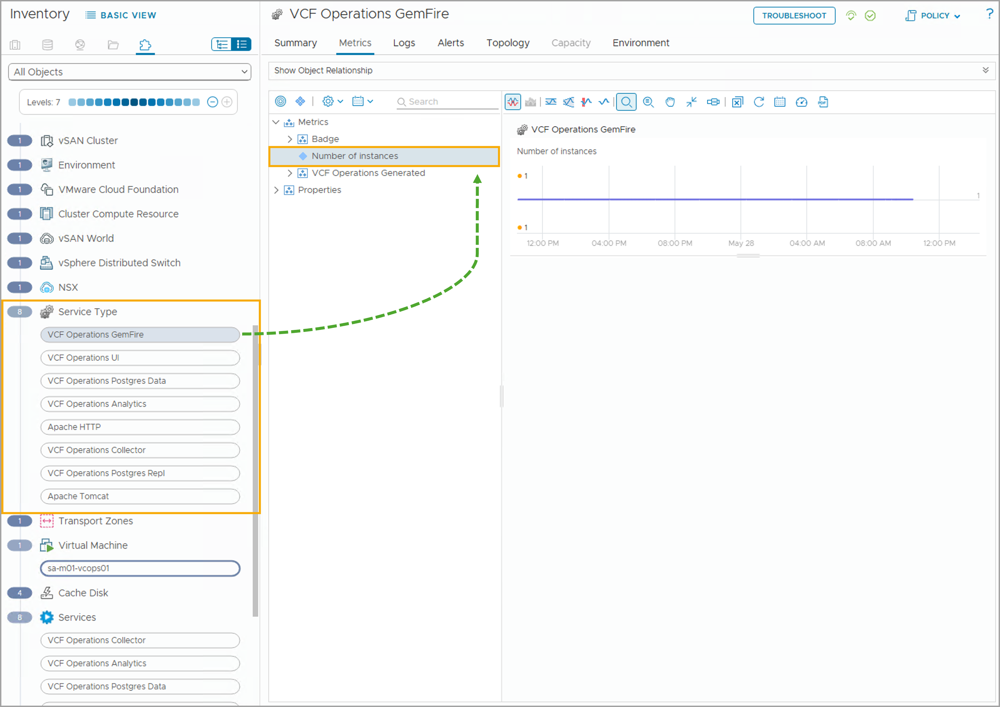 Inventory
BASIC VIEW
All Objects
Levels: 7
1 vSAN Cluster
1 Environment
1 VMware Cloud Foundation
1 Cluster Compute Resource
1 vSAN World
1 vSphere Distributed Switch
1 NSX
8 Service Type
VCF Operations GemFire
VCF Operations UI
VCF Operations Postgres Data
VCF Operations Analytics
Apache HTTP
VCF Operations Collector
VCF Operations Postgres Repl
Apache Tomcat
1 Transport Zones
1 Virtual Machine
sa-m01-vcops01
4 Cache Disk
8 Services
VCF Operations Collector
VCF Operations Analytics
VCF Operations Postgres Data
VCF Operations GemFire
TROUBLESHOOT
POLICY
?
Summary Metrics Logs Alerts Topology Capacity Environment
Show Object Relationship
Search
Metrics
Badge
Number of instances
VCF Operations Generated
Properties
PDF
VCF Operations GemFire
Number of instances
1
1
1
12:00 PM 04:00 PM 08:00 PM May 28 04:00 AM 08:00 AM 12:00 PM